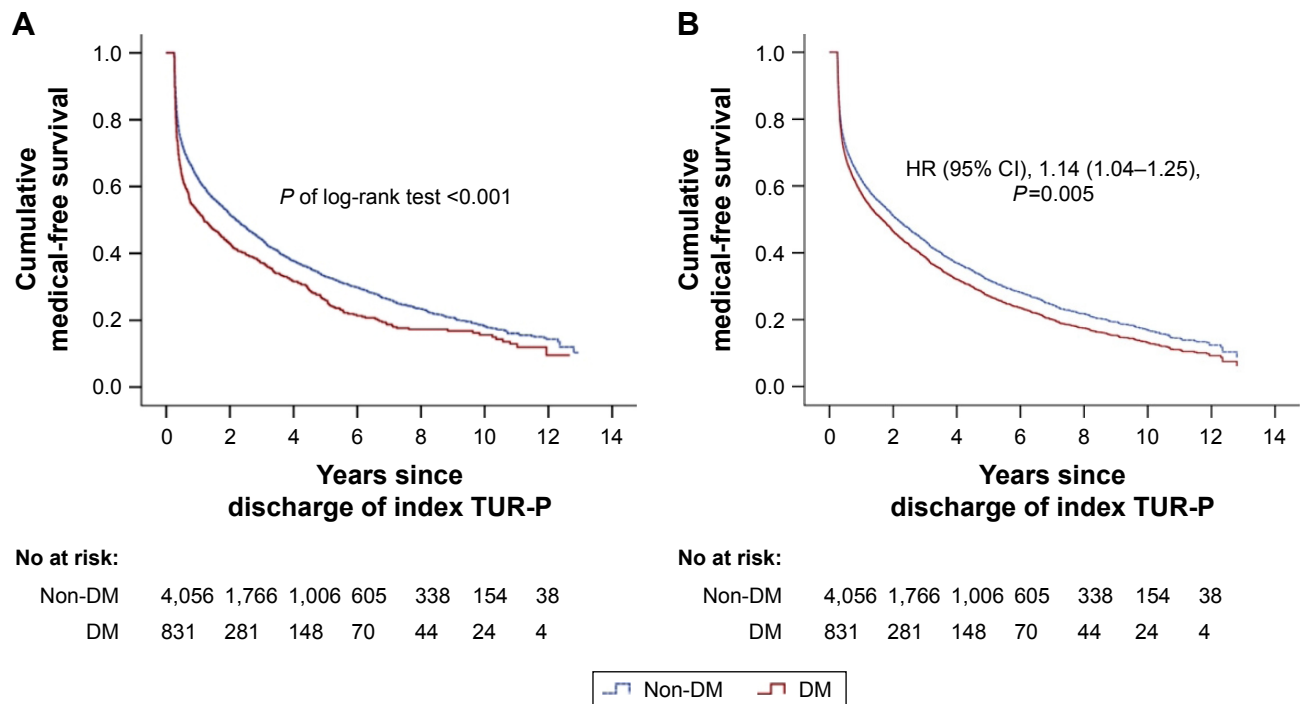 A
Cumulative
medical-free survival
1.0
0.8
0.6
0.4
0.2
0.0
P of log-rank test <0.001
0 2 4 6 8 10 12 14
Years since
discharge of index TUR-P
No at risk:
Non-DM 4,056 1,766 1,006 605 338 154 38
DM 831 281 148 70 44 24 4
B
Cumulative
medical-free survival
1.0
0.8
0.6
0.4
0.2
0.0
HR (95% CI), 1.14 (1.04–1.25),
P=0.005
0 2 4 6 8 10 12 14
Years since
discharge of index TUR-P
No at risk:
Non-DM 4,056 1,766 1,006 605 338 154 38
DM 831 281 148 70 44 24 4
Non-DM DM